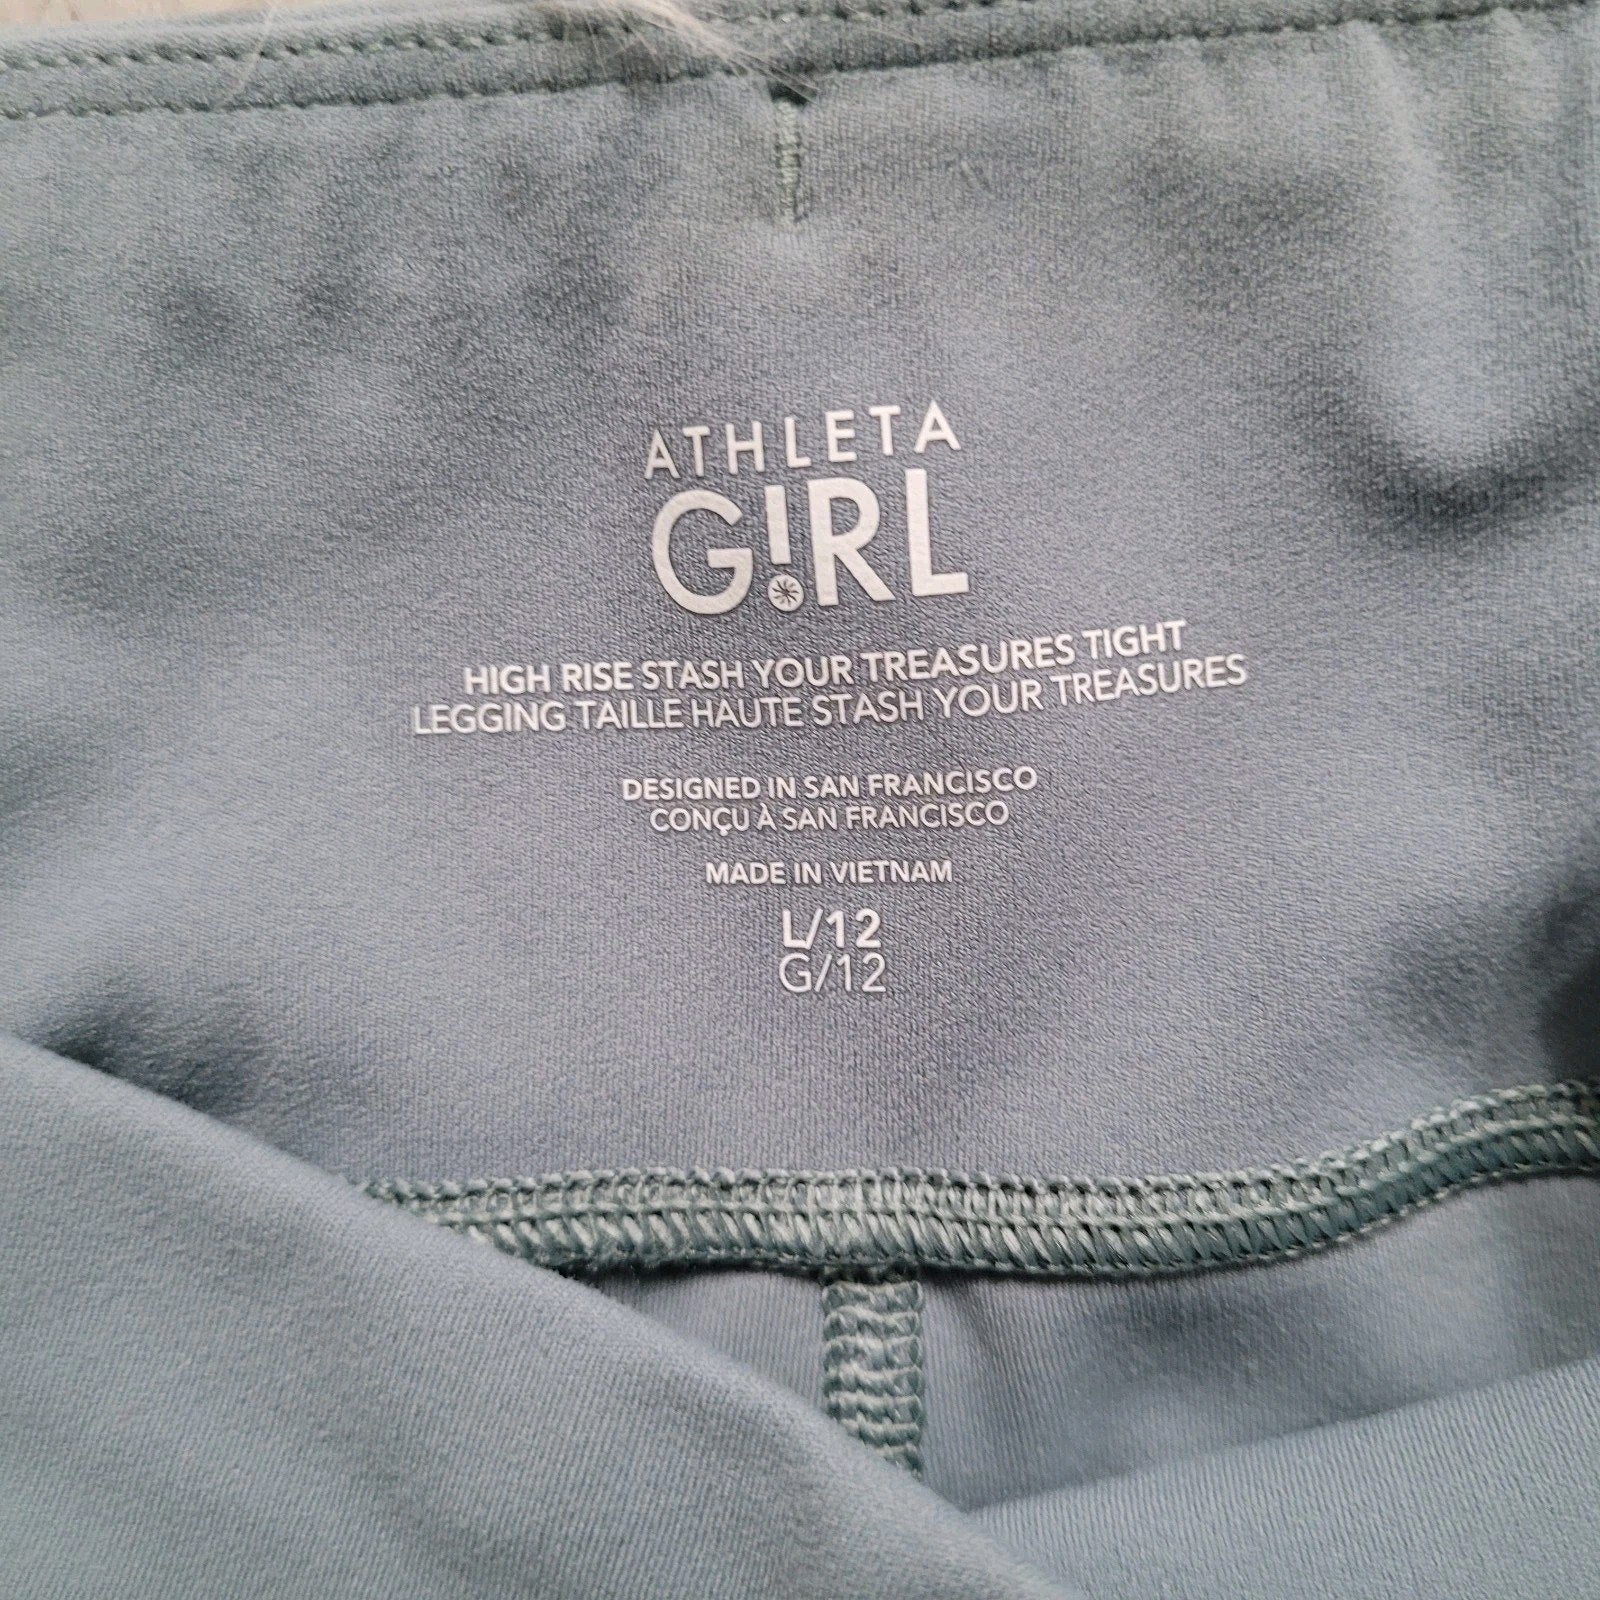 ATHLETA
G!RL
HIGH RISE STASH YOUR TREASURES TIGHT
LEGGING TAILLE HAUTE STASH YOUR TREASURES
DESIGNED IN SAN FRANCISCO
CONÇU À SAN FRANCISCO
MADE IN VIETNAM
L/12
G/12